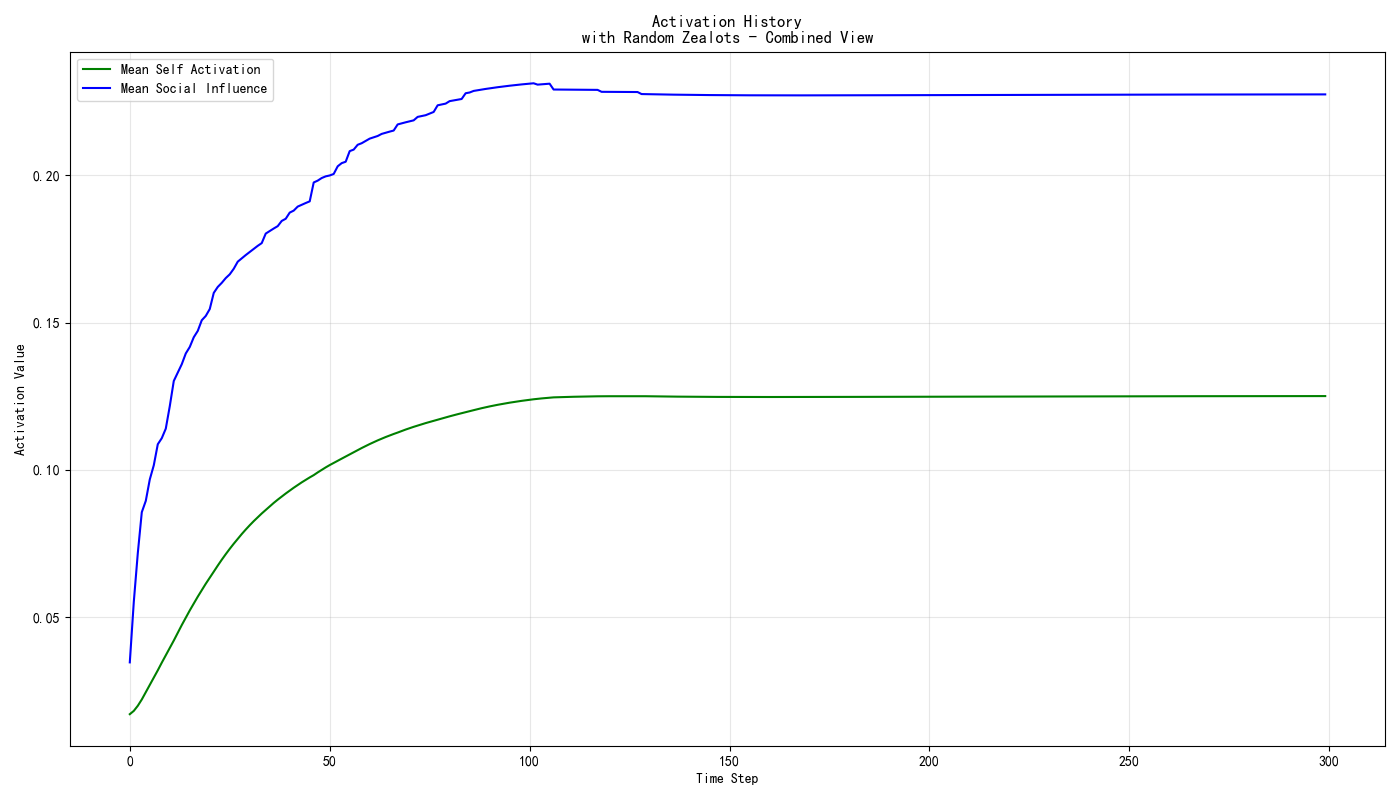 Activation History
with Random Zealots - Combined View
Mean Self Activation
Mean Social Influence
Activation Value
0.20
0.15
0.10
0.05
0
50
100
150
200
250
300
Time Step